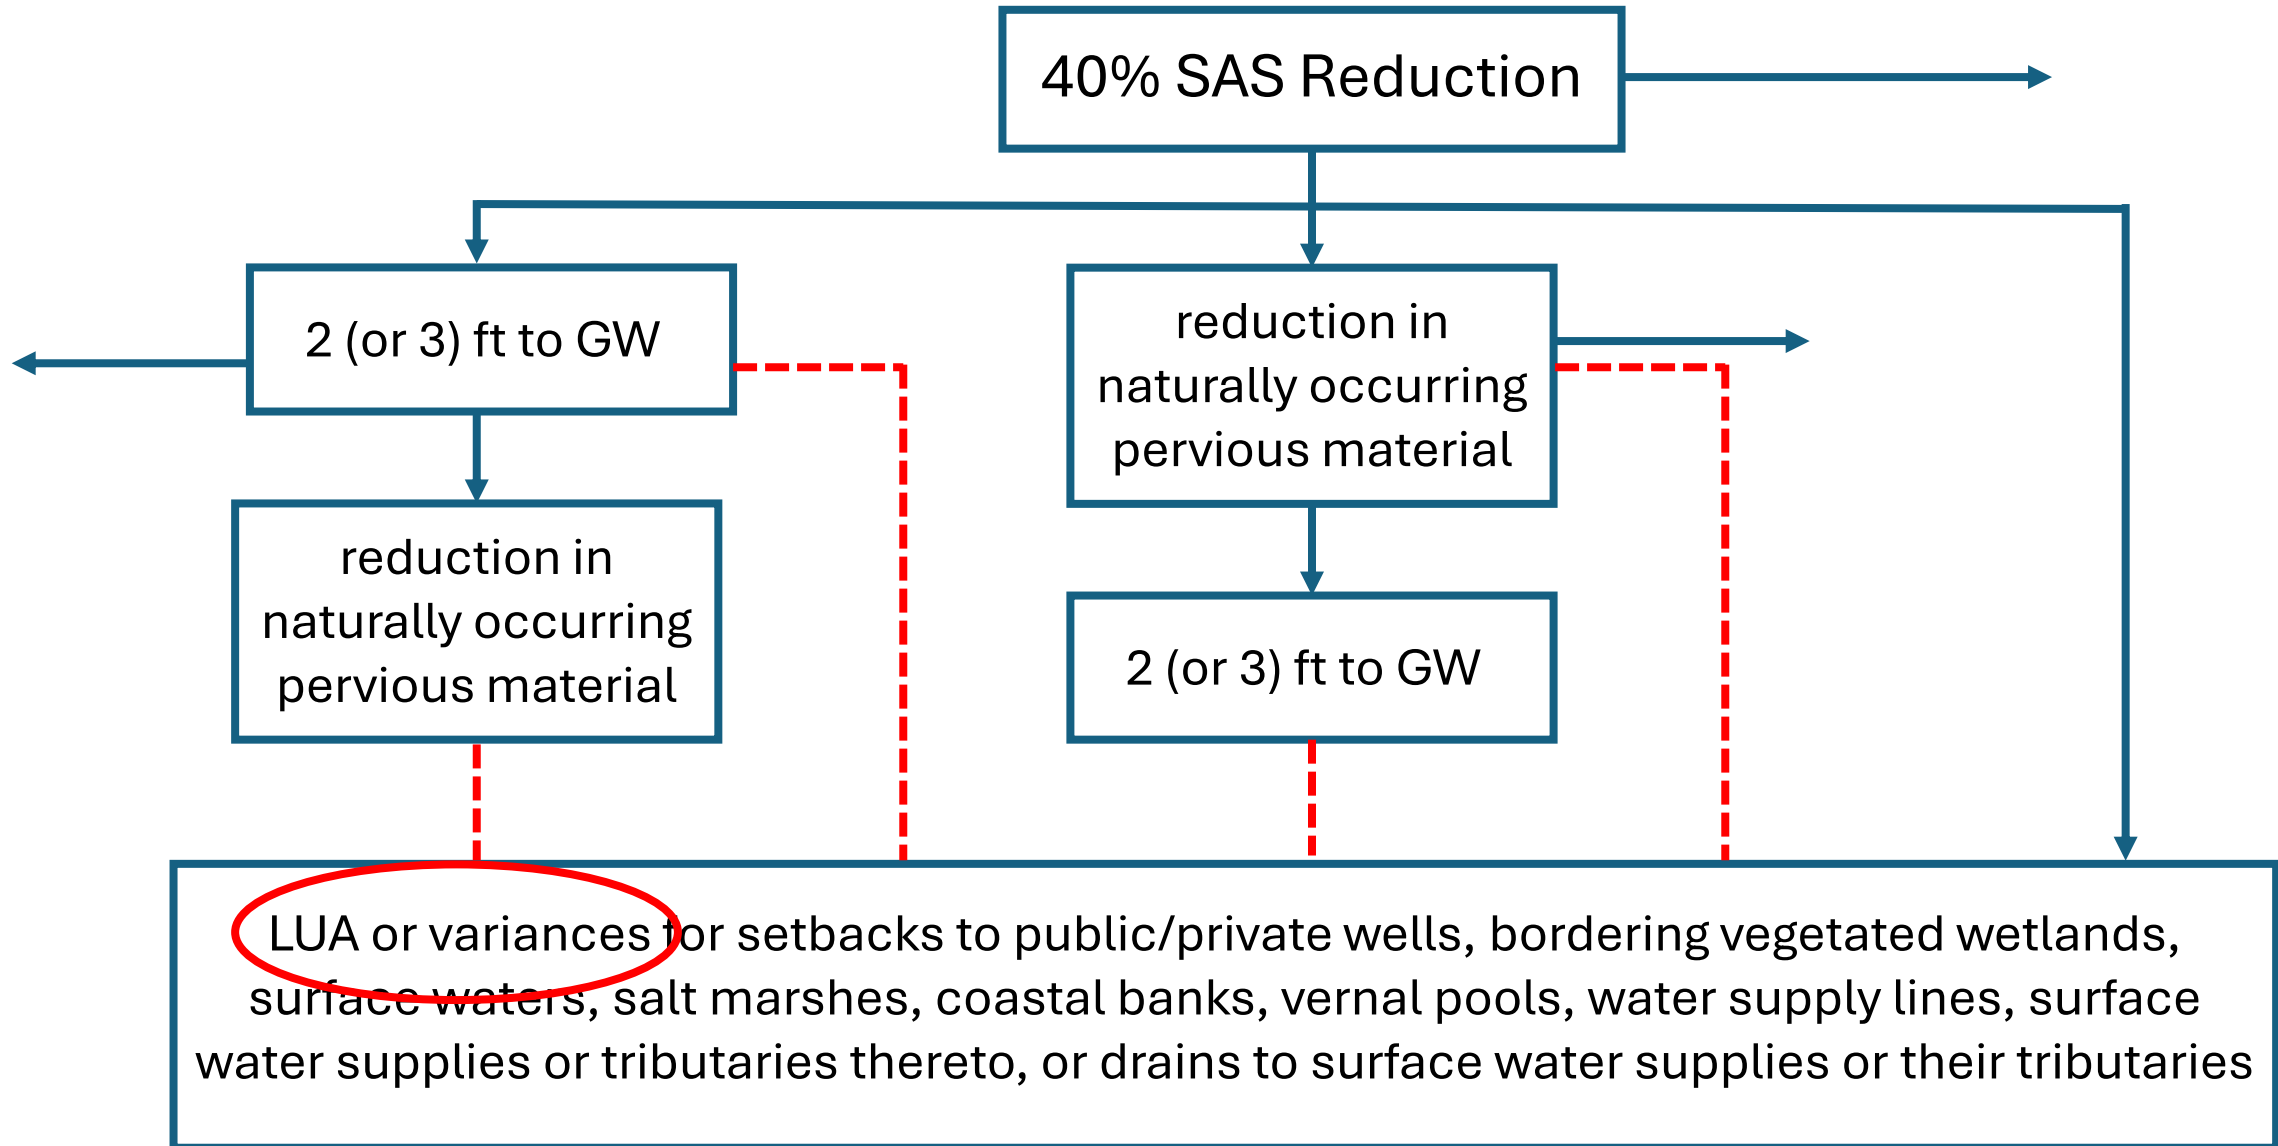 40% SAS Reduction
2 (or 3) ft to GW
reduction in
naturally occurring
pervious material
reduction in
naturally occurring
pervious material
2 (or 3) ft to GW
LUA or variances for setbacks to public/private wells, bordering vegetated wetlands,
surface waters, salt marshes, coastal banks, vernal pools, water supply lines, surface
water supplies or tributaries thereto, or drains to surface water supplies or their tributaries